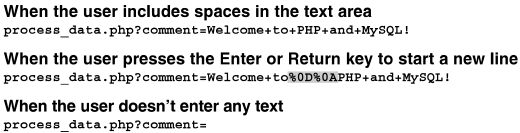 When the user includes spaces in the text area
process_data.php?comment=Welcome+to+PHP+and+MySQL!
When the user presses the Enter or Return key to start a new line
process_data.php?comment=Welcome+to%0D%0APHP+and+MySQL!
When the user doesn't enter any text
process_data.php?comment=